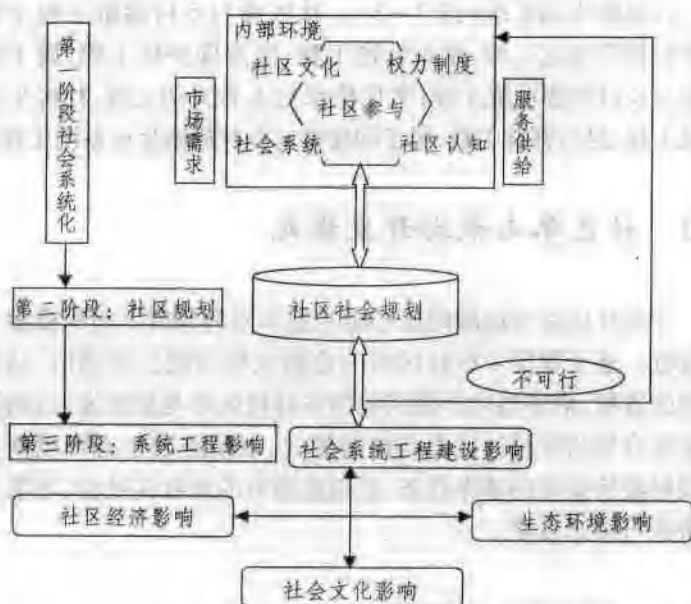 第一阶段社会系统化
内部环境
社区文化 权力制度
市场需求
社区参与
服务供给
社会系统 社区认知
第二阶段：社区规划
社区社会规划
不可行
第三阶段：系统工程影响
社会系统工程建设影响
社区经济影响
生态环境影响
社会文化影响